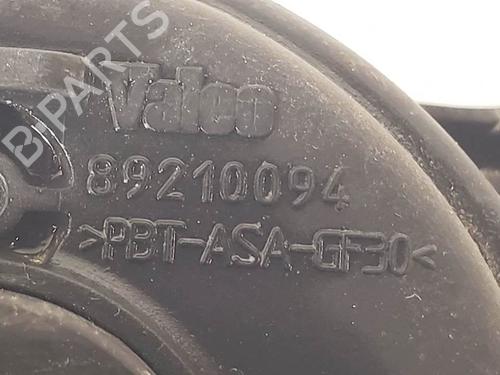 B PARTS
Valeo
89210094
>PBT-ASA-GF30<